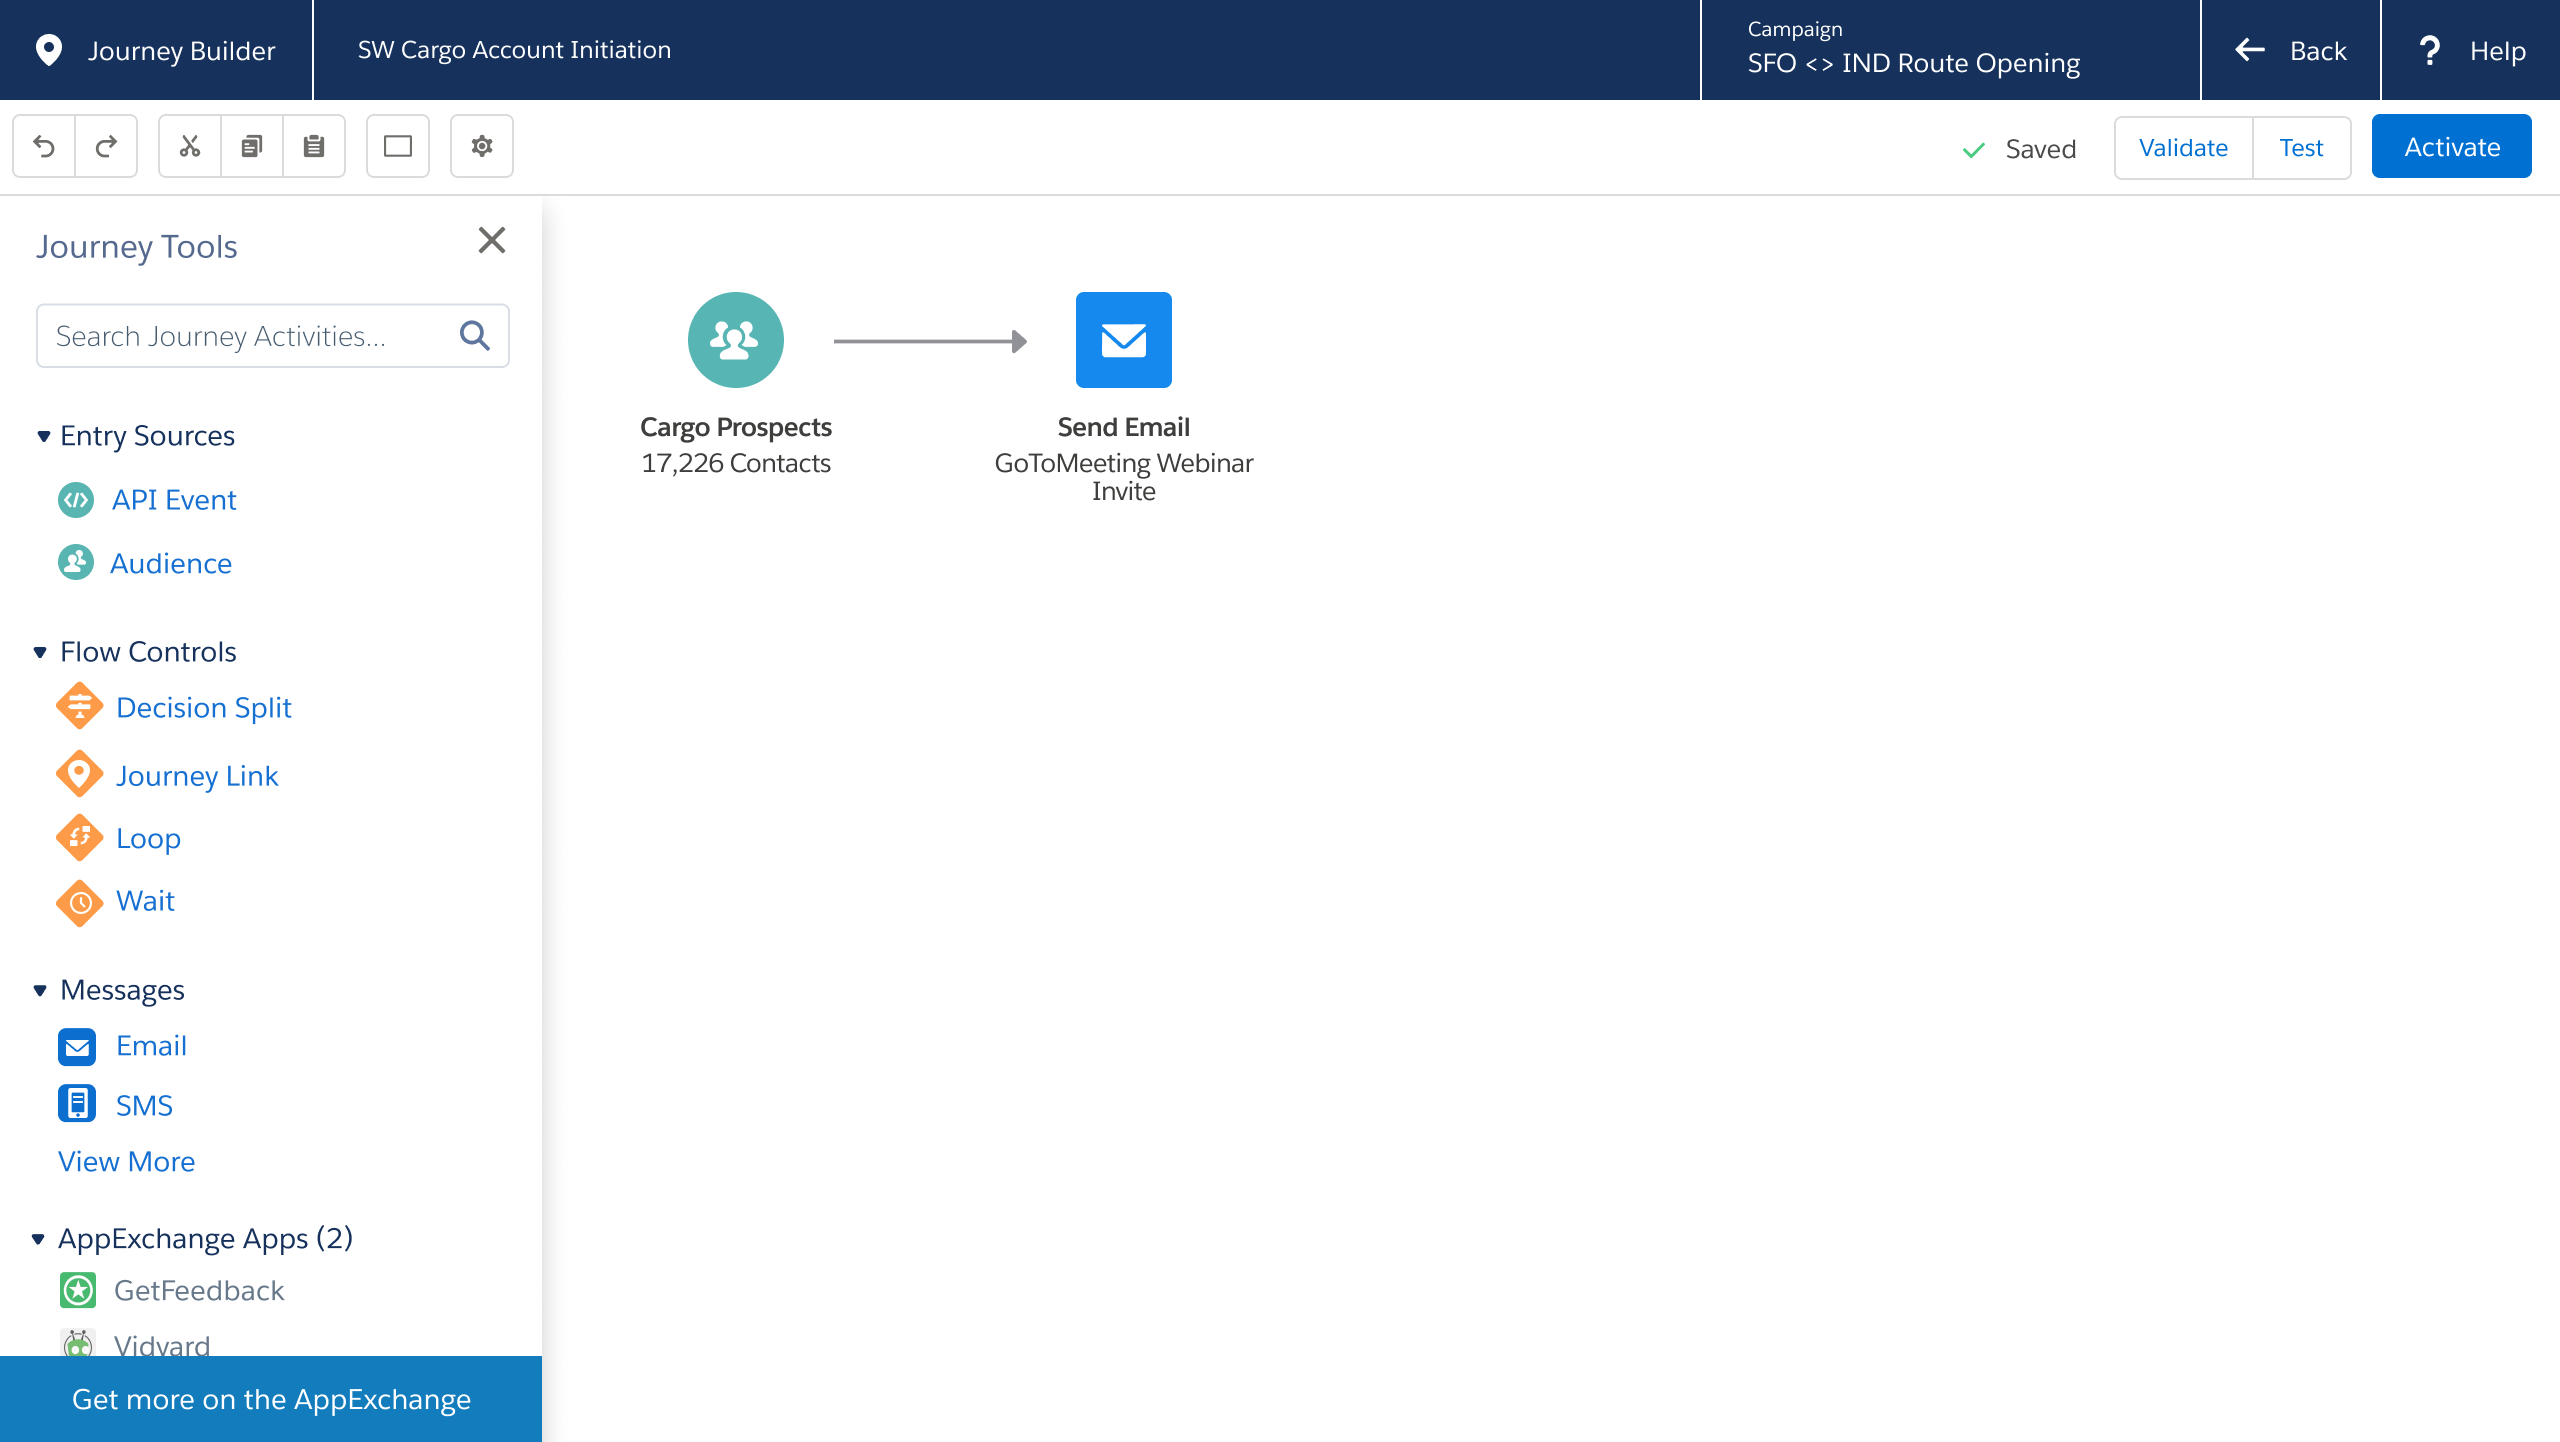 Journey Builder
SW Cargo Account Initiation
Campaign
SFO <> IND Route Opening
Back
Help
Saved
Validate
Test
Activate
Journey Tools
Search Journey Activities...
Entry Sources
API Event
Audience
Flow Controls
Decision Split
Journey Link
Loop
Wait
Messages
Email
SMS
View More
AppExchange Apps (2)
GetFeedback
Vidyard
Get more on the AppExchange
Cargo Prospects
17,226 Contacts
Send Email
GoToMeeting Webinar
Invite